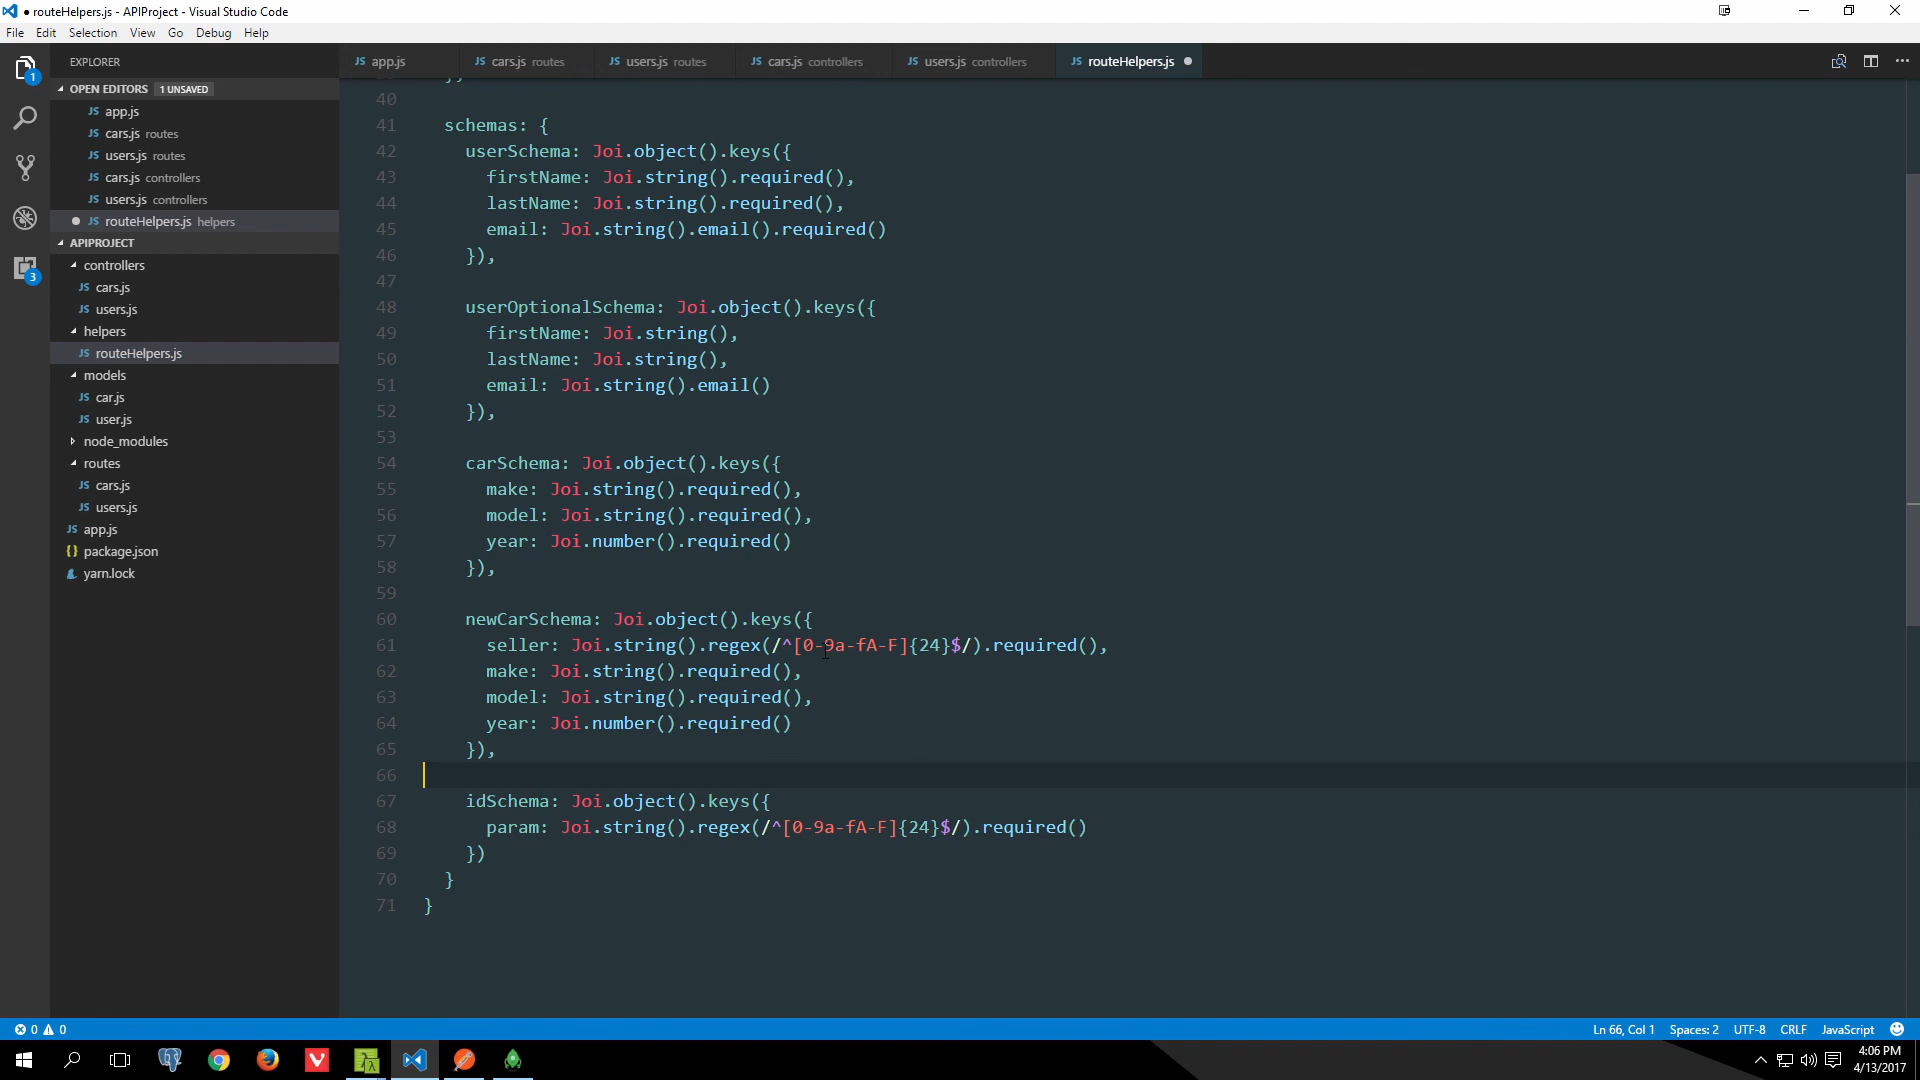 ● routeHelpers.js - APIProject - Visual Studio Code
File Edit Selection View Go Debug Help
EXPLORER
OPEN EDITORS 1 UNSAVED
JS app.js
JS cars.js routes
JS users.js routes
JS cars.js controllers
JS users.js controllers
● JS routeHelpers.js helpers
APIPROJECT
controllers
JS cars.js
JS users.js
helpers
JS routeHelpers.js
models
JS car.js
JS user.js
node_modules
routes
JS cars.js
JS users.js
JS app.js
{} package.json
yarn.lock
1
3
JS app.js JS cars.js routes JS users.js routes JS cars.js controllers JS users.js controllers JS routeHelpers.js ●
40
41 schemas: {
42 userSchema: Joi.object().keys({
43 firstName: Joi.string().required(),
44 lastName: Joi.string().required(),
45 email: Joi.string().email().required()
46 }),
47
48 userOptionalSchema: Joi.object().keys({
49 firstName: Joi.string(),
50 lastName: Joi.string(),
51 email: Joi.string().email()
52 }),
53
54 carSchema: Joi.object().keys({
55 make: Joi.string().required(),
56 model: Joi.string().required(),
57 year: Joi.number().required()
58 }),
59
60 newCarSchema: Joi.object().keys({
61 seller: Joi.string().regex(/^[0-9a-fA-F]{24}$/).required(),
62 make: Joi.string().required(),
63 model: Joi.string().required(),
64 year: Joi.number().required()
65 }),
66
67 idSchema: Joi.object().keys({
68 param: Joi.string().regex(/^[0-9a-fA-F]{24}$/).required()
69 })
70 }
71 }
0 0 Ln 66, Col 1 Spaces: 2 UTF-8 CRLF JavaScript
4:06 PM
4/13/2017